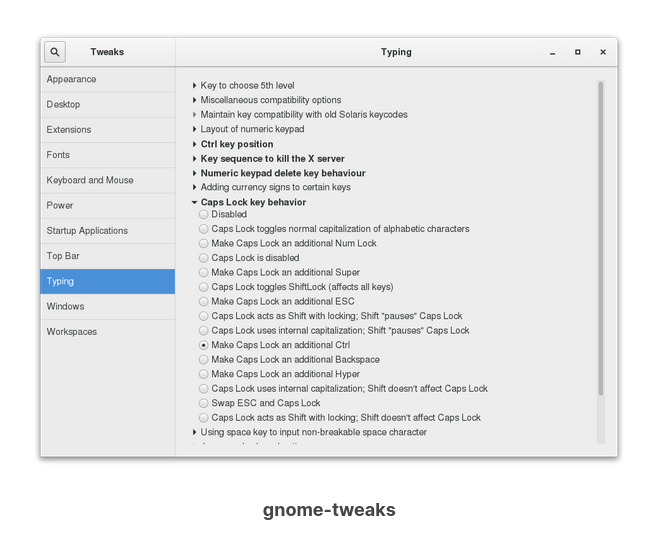 Tweaks
Typing
Appearance
Desktop
Extensions
Fonts
Keyboard and Mouse
Power
Startup Applications
Top Bar
Typing
Windows
Workspaces
Key to choose 5th level
Miscellaneous compatibility options
Maintain key compatibility with old Solaris keycodes
Layout of numeric keypad
Ctrl key position
Key sequence to kill the X server
Numeric keypad delete key behaviour
Adding currency signs to certain keys
Caps Lock key behavior
Disabled
Caps Lock toggles normal capitalization of alphabetic characters
Make Caps Lock an additional Num Lock
Caps Lock is disabled
Make Caps Lock an additional Super
Caps Lock toggles ShiftLock (affects all keys)
Make Caps Lock an additional ESC
Caps Lock acts as Shift with locking; Shift "pauses" Caps Lock
Caps Lock uses internal capitalization; Shift "pauses" Caps Lock
Make Caps Lock an additional Ctrl
Make Caps Lock an additional Backspace
Make Caps Lock an additional Hyper
Caps Lock uses internal capitalization; Shift doesn't affect Caps Lock
Swap ESC and Caps Lock
Caps Lock acts as Shift with locking; Shift doesn't affect Caps Lock
Using space key to input non-breakable space character
gnome-tweaks